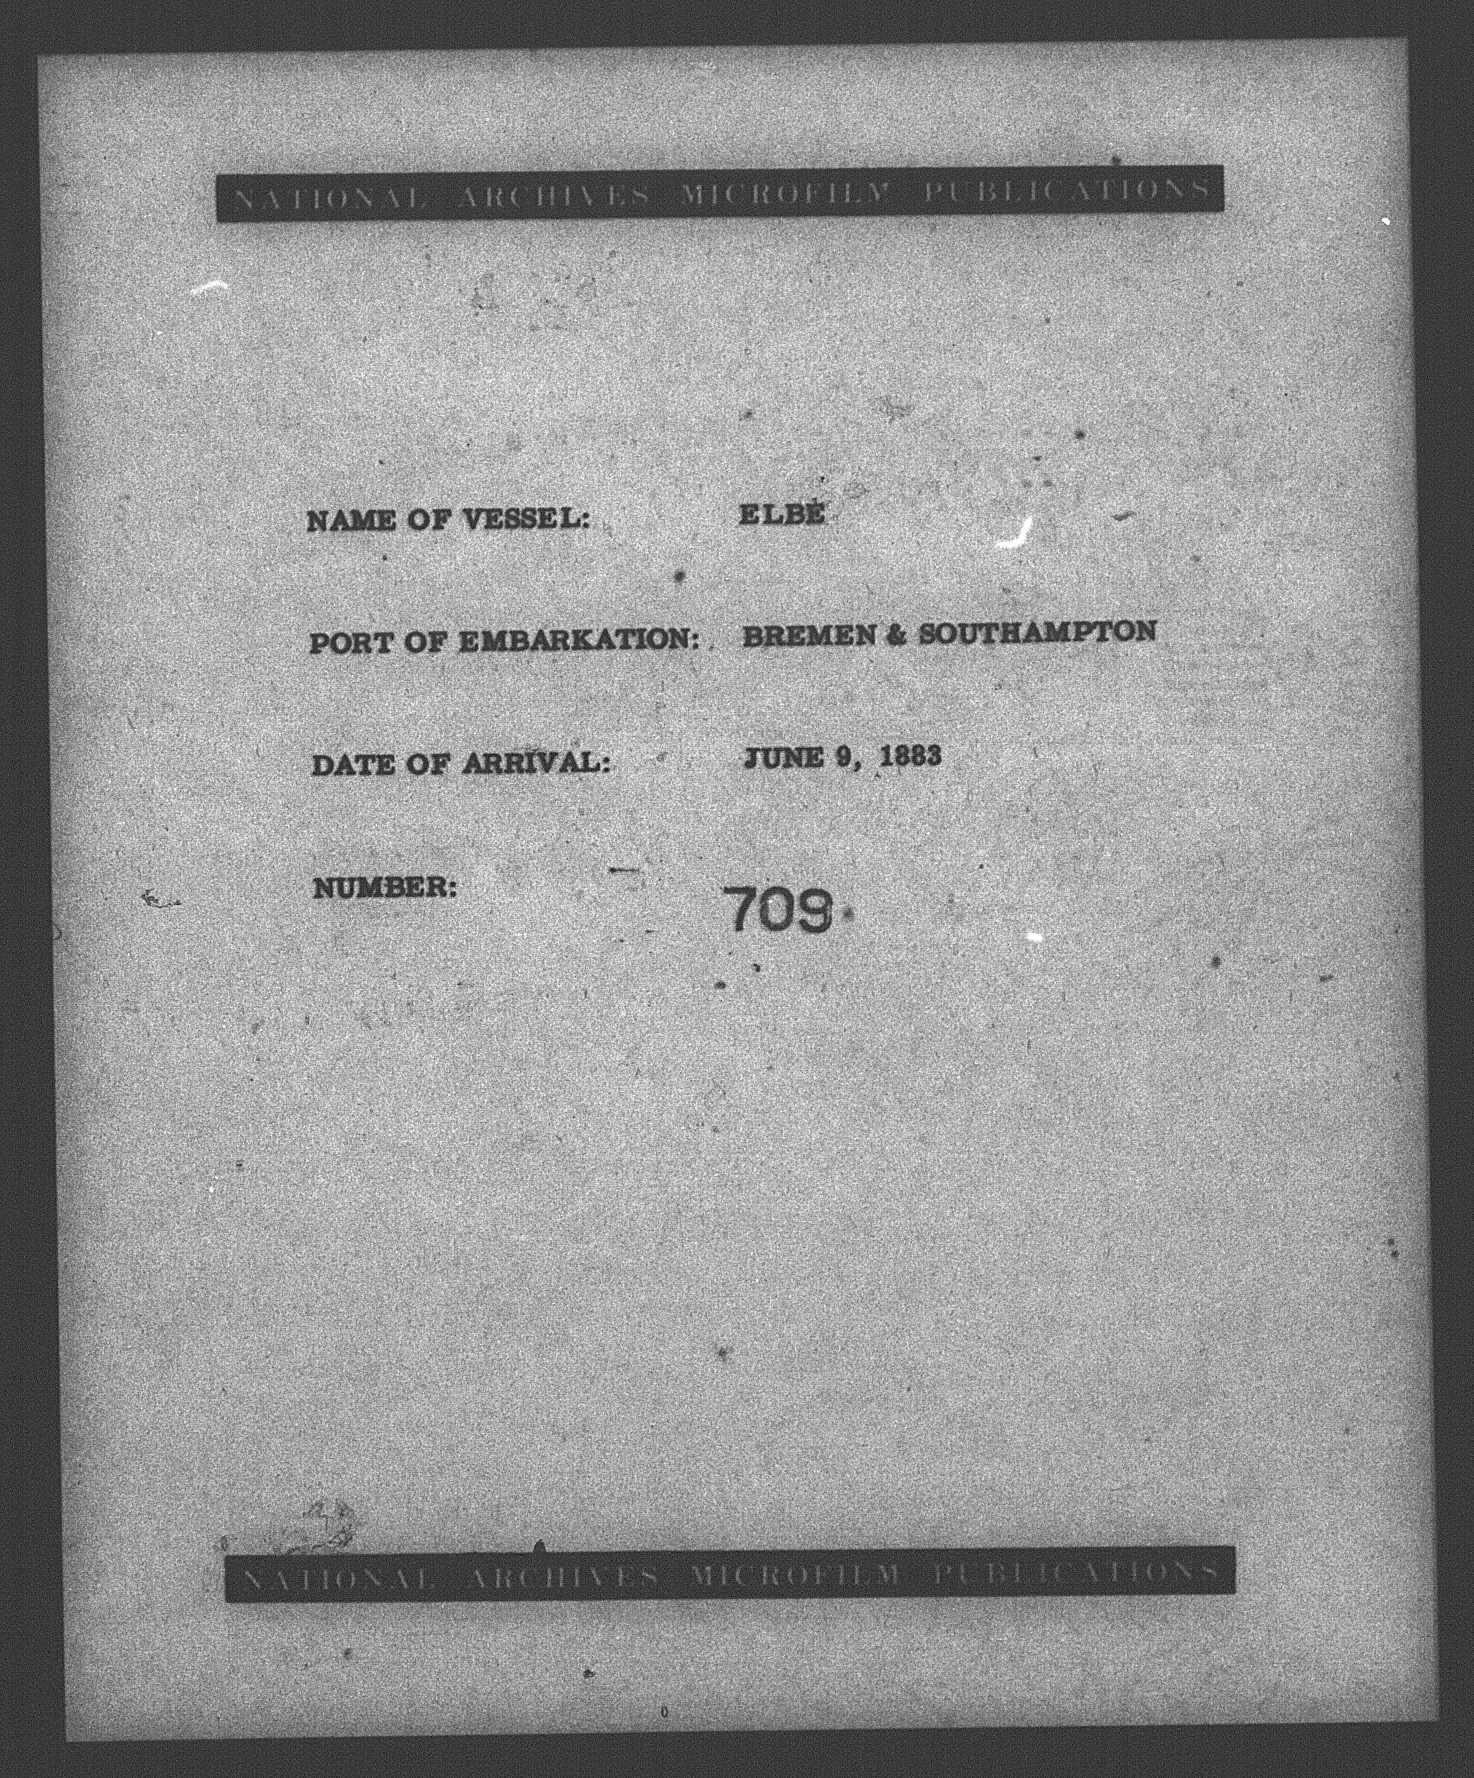 NATIONAL ARCHIVES MICROFILM PUBLICATIONS
NAME OF VESSEL: ELBE
PORT OF EMBARKATION: BREMEN & SOUTHAMPTON
DATE OF ARRIVAL: JUNE 9, 1883
NUMBER: 709
NATIONAL ARCHIVES MICROFILM PUBLICATIONS